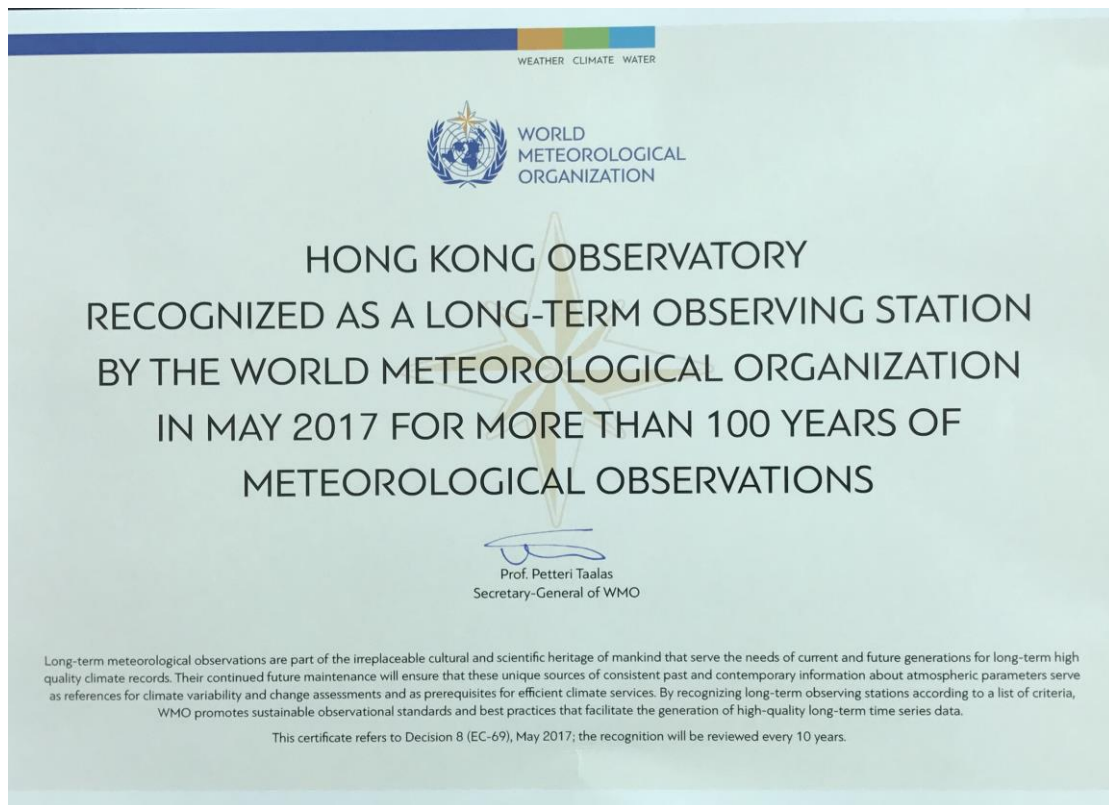 WEATHER CLIMATE WATER
WORLD
METEOROLOGICAL
ORGANIZATION
HONG KONG OBSERVATORY
RECOGNIZED AS A LONG-TERM OBSERVING STATION
BY THE WORLD METEOROLOGICAL ORGANIZATION
IN MAY 2017 FOR MORE THAN 100 YEARS OF
METEOROLOGICAL OBSERVATIONS
Prof. Petteri Taalas
Secretary-General of WMO
Long-term meteorological observations are part of the irreplaceable cultural and scientific heritage of mankind that serve the needs of current and future generations for long-term high
quality climate records. Their continued future maintenance will ensure that these unique sources of consistent past and contemporary information about atmospheric parameters serve
as references for climate variability and change assessments and as prerequisites for efficient climate services. By recognizing long-term observing stations according to a list of criteria,
WMO promotes sustainable observational standards and best practices that facilitate the generation of high-quality long-term time series data.
This certificate refers to Decision 8 (EC-69), May 2017; the recognition will be reviewed every 10 years.